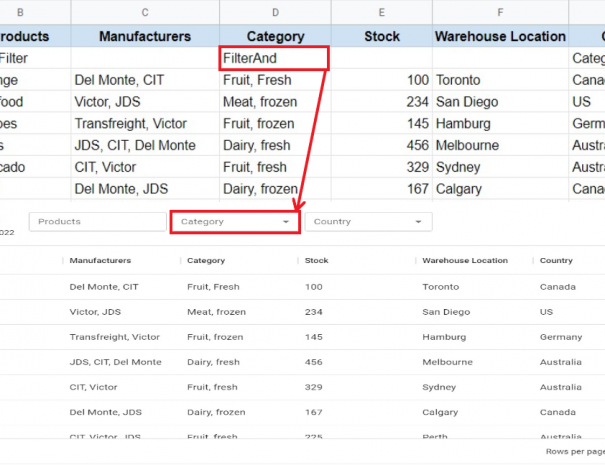 B C D E F
roducts Manufacturers Category Stock Warehouse Location C
Filter FilterAnd Categ
nge Del Monte, CIT Fruit, Fresh 100 Toronto Canad
food Victor, JDS Meat, frozen 234 San Diego US
oes Transfreight, Victor Fruit, frozen 145 Hamburg Germ
s JDS, CIT, Del Monte Dairy, fresh 456 Melbourne Austra
cado CIT, Victor Fruit, fresh 329 Sydney Austra
Del Monte, JDS Dairy, frozen 167 Calgary Canad
2022 Products Category Country
Manufacturers Category Stock Warehouse Location Country
Del Monte, CIT Fruit, Fresh 100 Toronto Canada
Victor, JDS Meat, frozen 234 San Diego US
Transfreight, Victor Fruit, frozen 145 Hamburg Germany
JDS, CIT, Del Monte Dairy, fresh 456 Melbourne Australia
CIT, Victor Fruit, fresh 329 Sydney Australia
Del Monte, JDS Dairy, frozen 167 Calgary Canada
CIT, Victor Fruit, fresh 225 Perth Australia
Rows per page